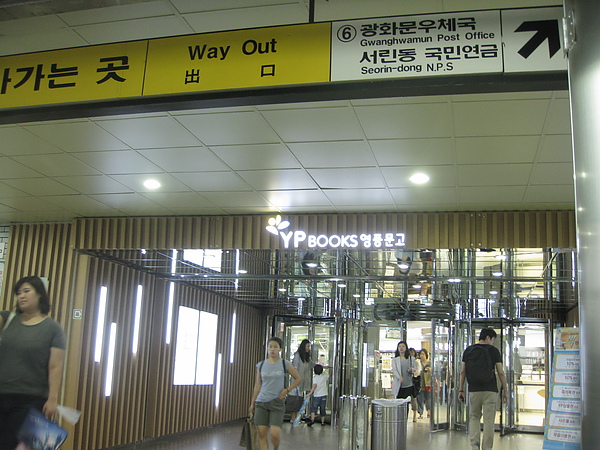 나가는 곳
Way Out
出 口
⑥ 광화문우체국
Gwanghwamun Post Office
서린동 국민연금
Seorin-dong N.P.S
YP BOOKS 영풍문고